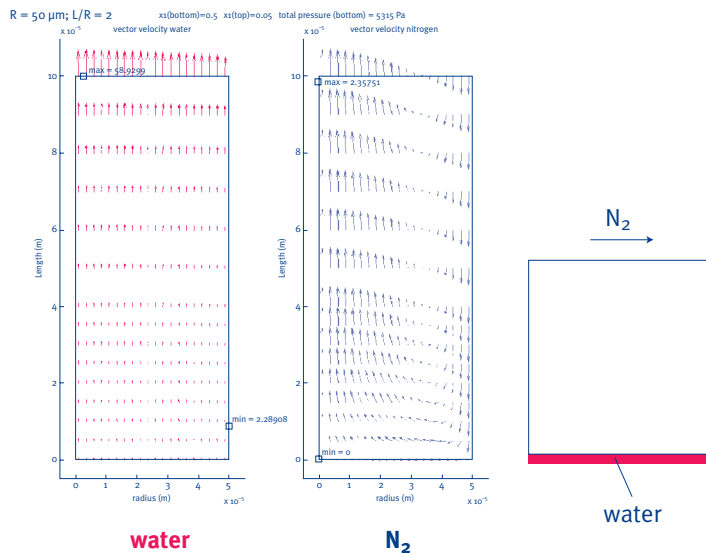 R = 50 µm; L/R = 2
x1(bottom)=0.5 x1(top)=0.05 total pressure (bottom) = 5315 Pa
x 10⁻⁵
vector velocity water
max = 58.9299
10
8
6
4
2
0
Length (m)
min = 2.28908
0 1 2 3 4 5
x 10⁻⁵
radius (m)
water
x 10⁻⁵
vector velocity nitrogen
max = 2.35751
10
8
6
4
2
0
Length (m)
min = 0
0 1 2 3 4 5
x 10⁻⁵
radius (m)
N₂
N₂
water